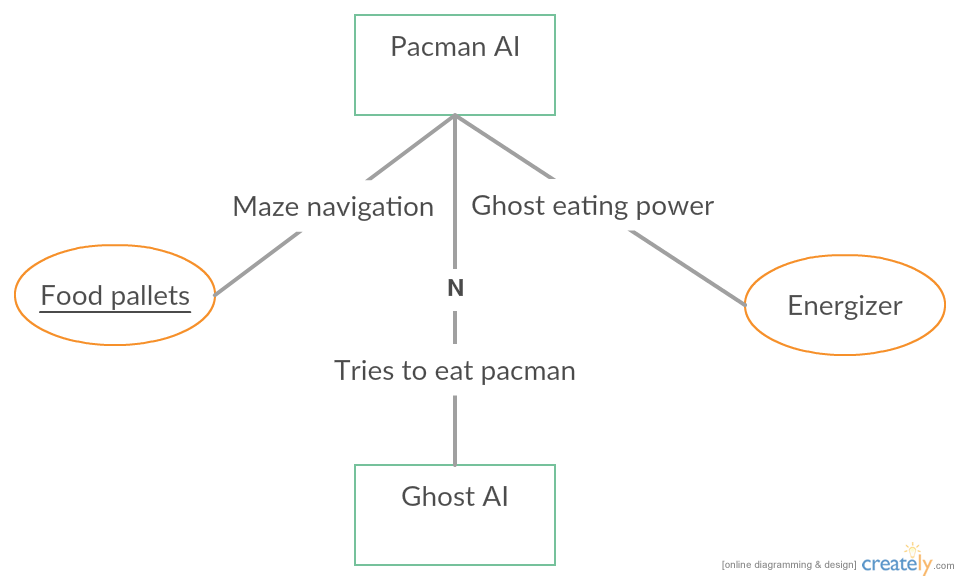 Pacman AI
Maze navigation
Ghost eating power
N
Food pallets
Energizer
Tries to eat pacman
Ghost AI
[online diagramming & design] creately.com